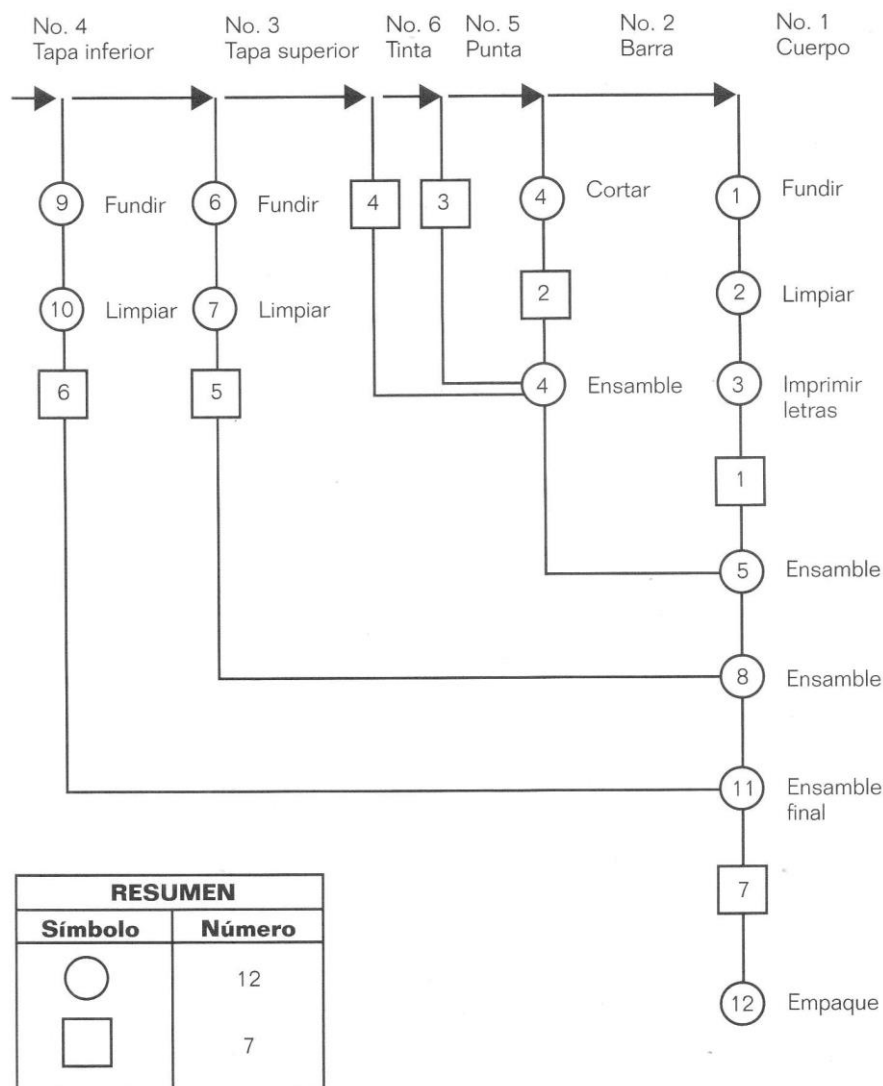 No. 4
Tapa inferior
No. 3
Tapa superior
No. 6
Tinta
No. 5
Punta
No. 2
Barra
No. 1
Cuerpo
9 Fundir
6 Fundir
4
3
4 Cortar
1 Fundir
10 Limpiar
7 Limpiar
2
2 Limpiar
6
5
4 Ensamble
3 Imprimir
letras
1
5 Ensamble
8 Ensamble
11 Ensamble
final
7
12 Empaque
RESUMEN
Símbolo Número
12
7